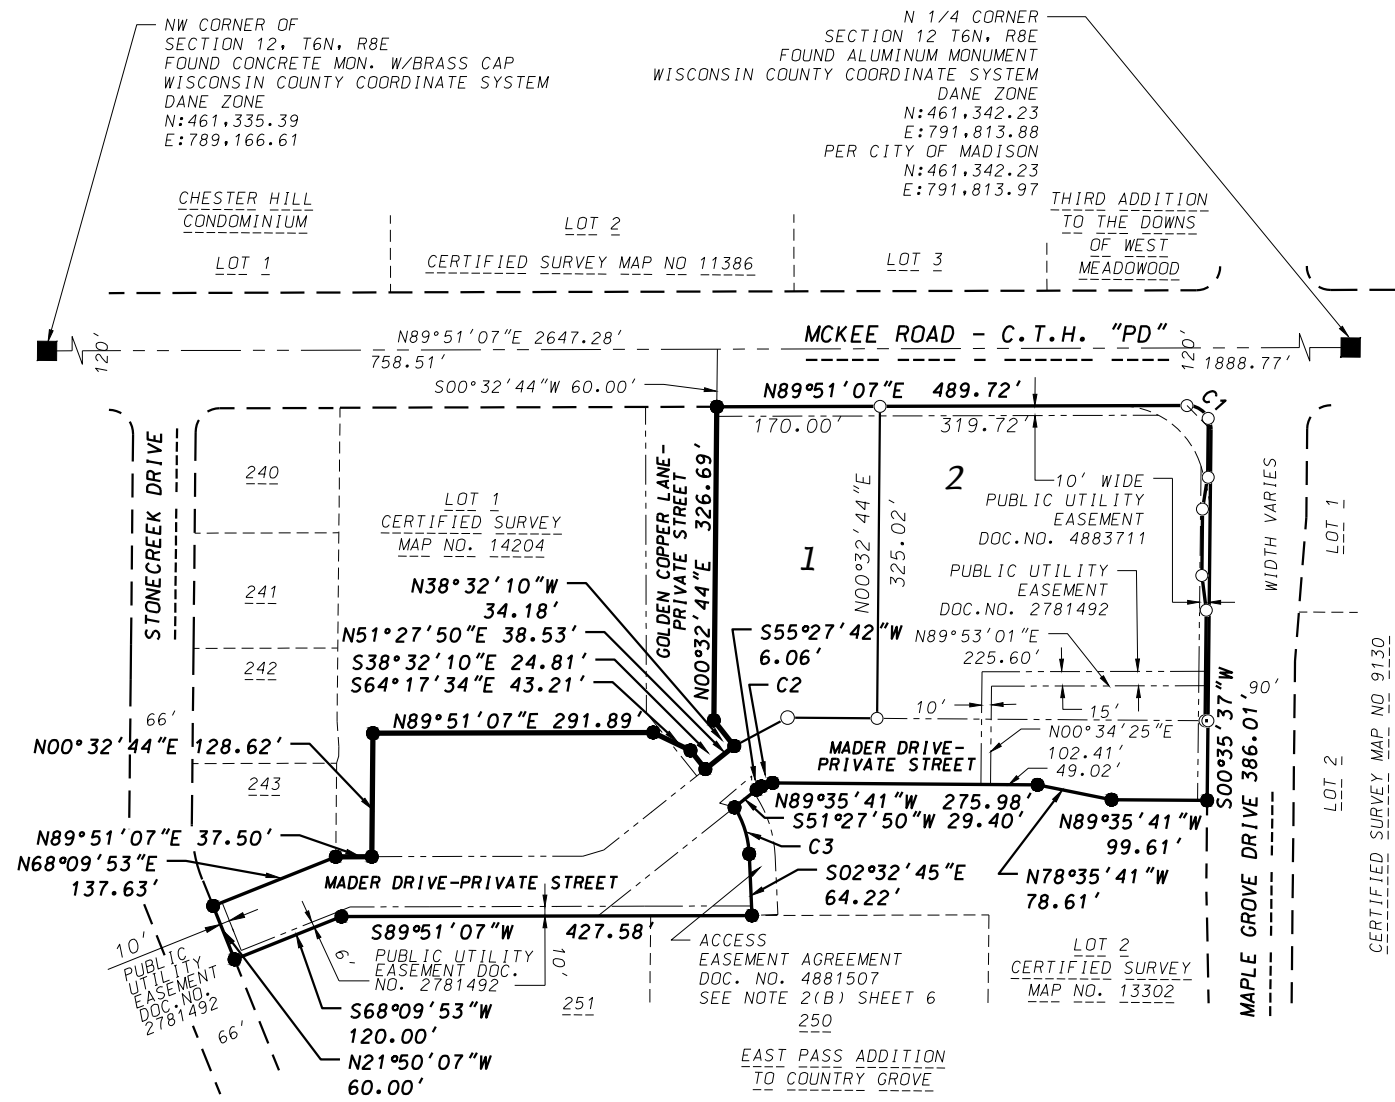 NW CORNER OF
SECTION 12, T6N, R8E
FOUND CONCRETE MON. W/BRASS CAP
WISCONSIN COUNTY COORDINATE SYSTEM
DANE ZONE
N:461,335.39
E:789,166.61
N 1/4 CORNER
SECTION 12 T6N, R8E
FOUND ALUMINUM MONUMENT
WISCONSIN COUNTY COORDINATE SYSTEM
DANE ZONE
N:461,342.23
E:791,813.88
PER CITY OF MADISON
N:461,342.23
E:791,813.97
CHESTER HILL
CONDOMINIUM
LOT 1
LOT 2
CERTIFIED SURVEY MAP NO 11386
LOT 3
THIRD ADDITION
TO THE DOWNS
OF WEST
MEADOWOOD
120'
N89°51'07"E 2647.28'
758.51'
MCKEE ROAD - C.T.H. "PD"
120'
1888.77'
S00°32'44"W 60.00'
N89°51'07"E 489.72'
C1
170.00'
319.72'
STONECREEK DRIVE
240
241
242
243
66'
LOT 1
CERTIFIED SURVEY
MAP NO. 14204
GOLDEN COPPER LANE-
PRIVATE STREET
N00°32'44"E 326.69'
1
N00°32'44"E
325.02'
2
10' WIDE
PUBLIC UTILITY
EASEMENT
DOC.NO. 4883711
PUBLIC UTILITY
EASEMENT
DOC.NO. 2781492
WIDTH VARIES
LOT 1
LOT 2
CERTIFIED SURVEY MAP NO 9130
N38°32'10"W
34.18'
N51°27'50"E 38.53'
S38°32'10"E 24.81'
S64°17'34"E 43.21'
S55°27'42"W
6.06'
C2
N89°53'01"E
225.60'
10'
15'
N00°34'25"E
102.41'
49.02'
90'
S00°35'37"W
386.01'
MAPLE GROVE DRIVE
N89°51'07"E 291.89'
N00°32'44"E 128.62'
MADER DRIVE-
PRIVATE STREET
N89°35'41"W 275.98'
S51°27'50"W 29.40'
N89°35'41"W
99.61'
N78°35'41"W
78.61'
C3
S02°32'45"E
64.22'
N89°51'07"E 37.50'
N68°09'53"E
137.63'
MADER DRIVE-PRIVATE STREET
S89°51'07"W 427.58'
10'
PUBLIC
UTILITY
EASEMENT
DOC.NO.
2781492
66'
6'
PUBLIC UTILITY
EASEMENT DOC.
NO. 2781492
10'
251
ACCESS
EASEMENT AGREEMENT
DOC. NO. 4881507
SEE NOTE 2(B) SHEET 6
250
LOT 2
CERTIFIED SURVEY
MAP NO. 13302
S68°09'53"W
120.00'
N21°50'07"W
60.00'
EAST PASS ADDITION
TO COUNTRY GROVE